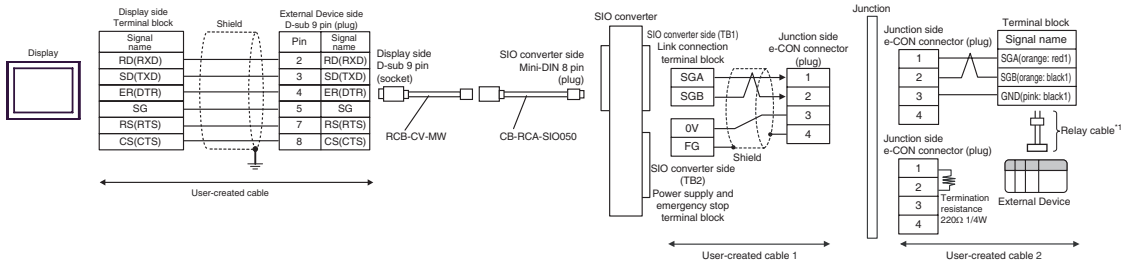 Display
Display side
Terminal block
Shield
External Device side
D-sub 9 pin (plug)
Signal
name
Pin
Signal
name
RD(RXD)
2
RD(RXD)
SD(TXD)
3
SD(TXD)
ER(DTR)
4
ER(DTR)
SG
5
SG
RS(RTS)
7
RS(RTS)
CS(CTS)
8
CS(CTS)
User-created cable
Display side
D-sub 9 pin
(socket)
RCB-CV-MW
SIO converter side
Mini-DIN 8 pin
(plug)
CB-RCA-SIO050
SIO converter
SIO converter side (TB1)
Link connection
terminal block
SGA
SGB
0V
FG
Shield
SIO converter side
(TB2)
Power supply and
emergency stop
terminal block
Junction side
e-CON connector
(plug)
1
2
3
4
User-created cable 1
Junction
Junction side
e-CON connector (plug)
1
2
3
4
Terminal block
Signal name
SGA(orange: red1)
SGB(orange: black1)
GND(pink: black1)
Relay cable*1
External Device
Junction side
e-CON connector (plug)
1
2
3
4
Termination
resistance
220Ω 1/4W
User-created cable 2